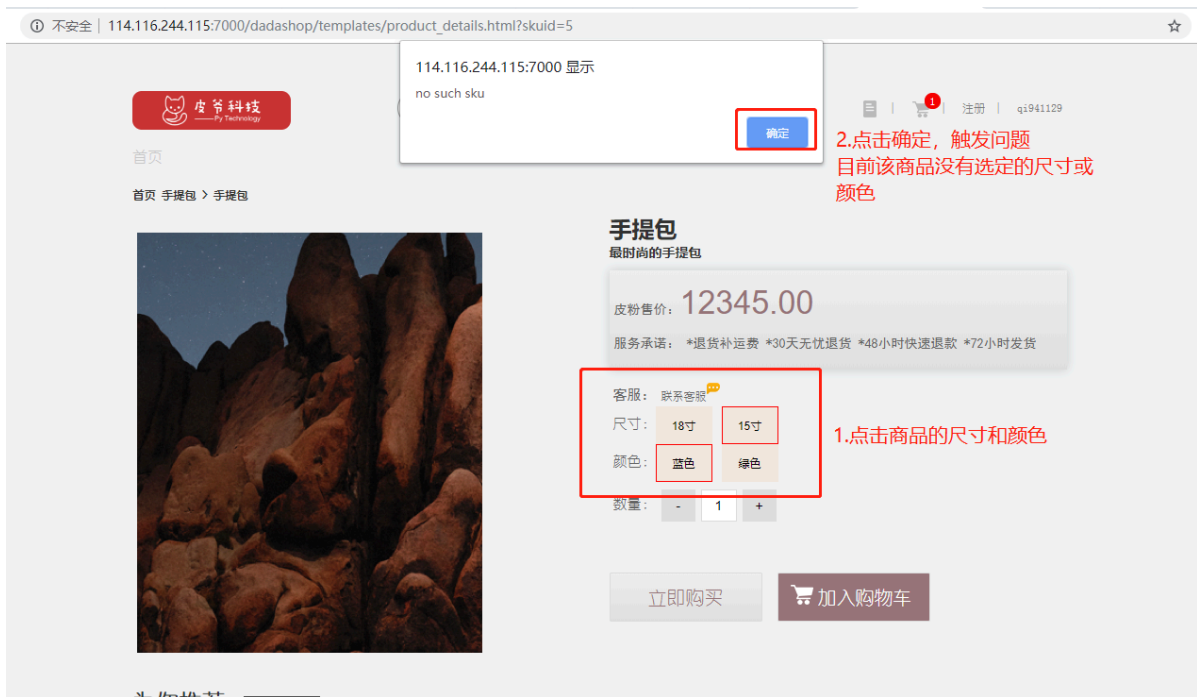 不安全 | 114.116.244.115:7000/dadashop/templates/product_details.html?skuid=5
114.116.244.115:7000 显示
no such sku
确定
皮爷科技
Py Technology
1
注册
qi941129
2.点击确定，触发问题
目前该商品没有选定的尺寸或
颜色
首页
首页 手提包 > 手提包
手提包
最时尚的手提包
皮粉售价：12345.00
服务承诺： *退货补运费 *30天无忧退货 *48小时快速退款 *72小时发货
客服： 联系客服
尺寸： 18寸 15寸
1.点击商品的尺寸和颜色
颜色： 蓝色 绿色
数量： - 1 +
立即购买 加入购物车
为你推荐